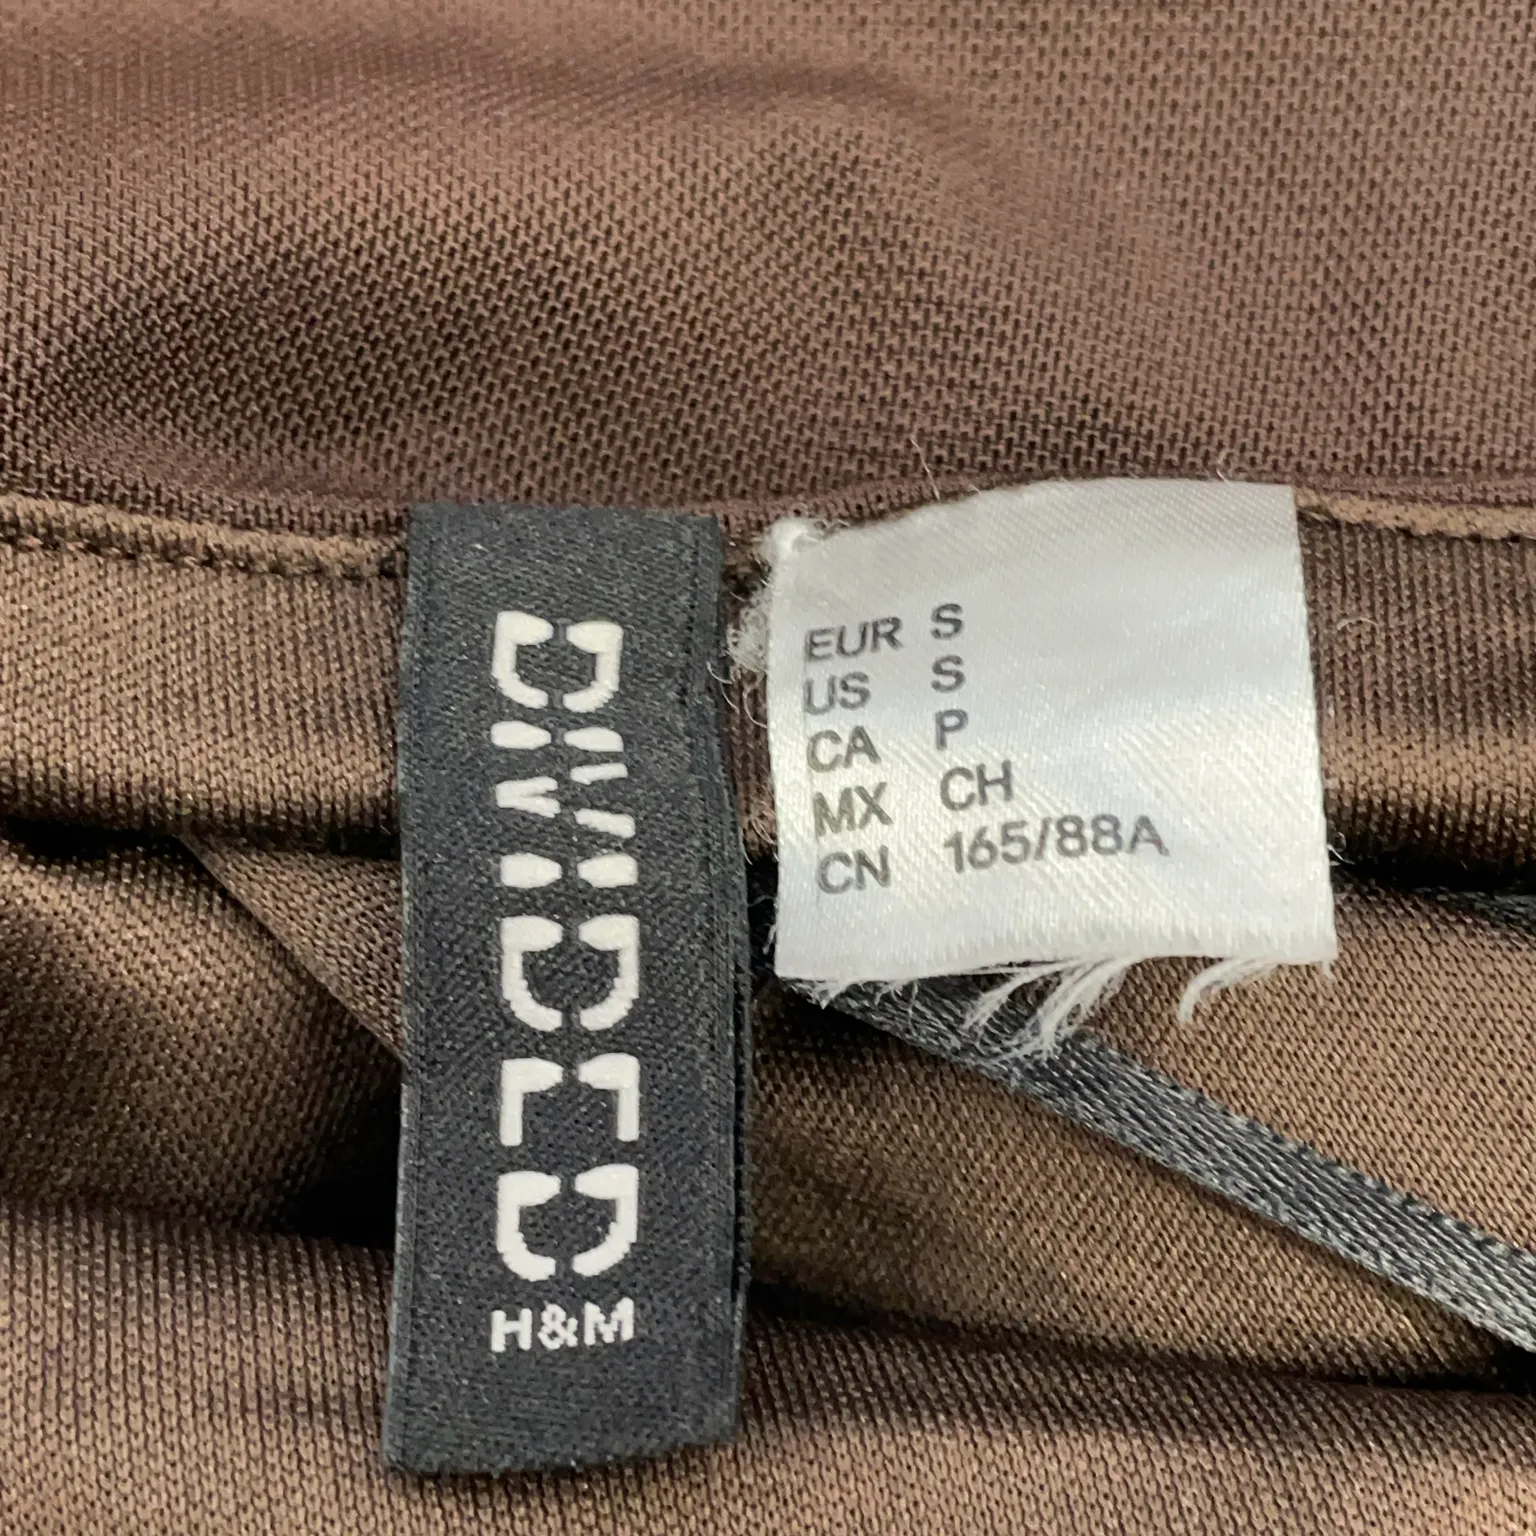 DIVIDED
H&M
EUR S
US S
CA P
MX CH
CN 165/88A